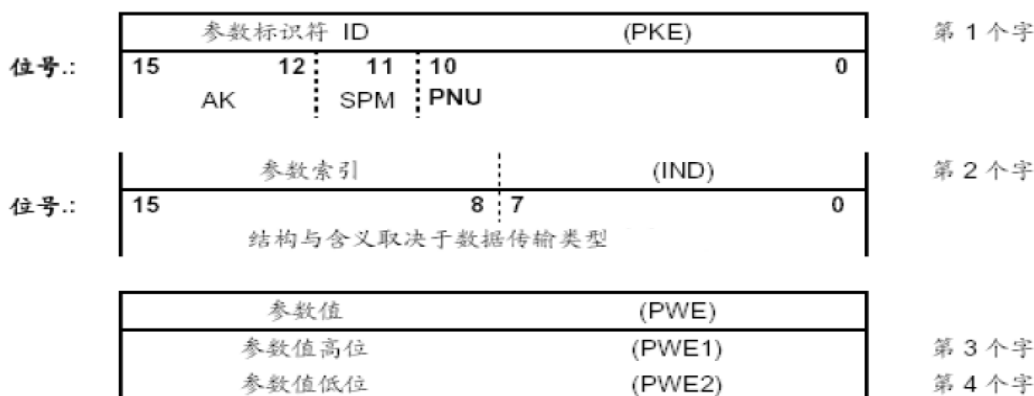 参数标识符 ID (PKE) 第 1 个字
位号.: 15 12 11 10 0
AK SPM PNU
参数索引 (IND) 第 2 个字
位号.: 15 8 7 0
结构与含义取决于数据传输类型
参数值 (PWE)
参数值高位 (PWE1) 第 3 个字
参数值低位 (PWE2) 第 4 个字